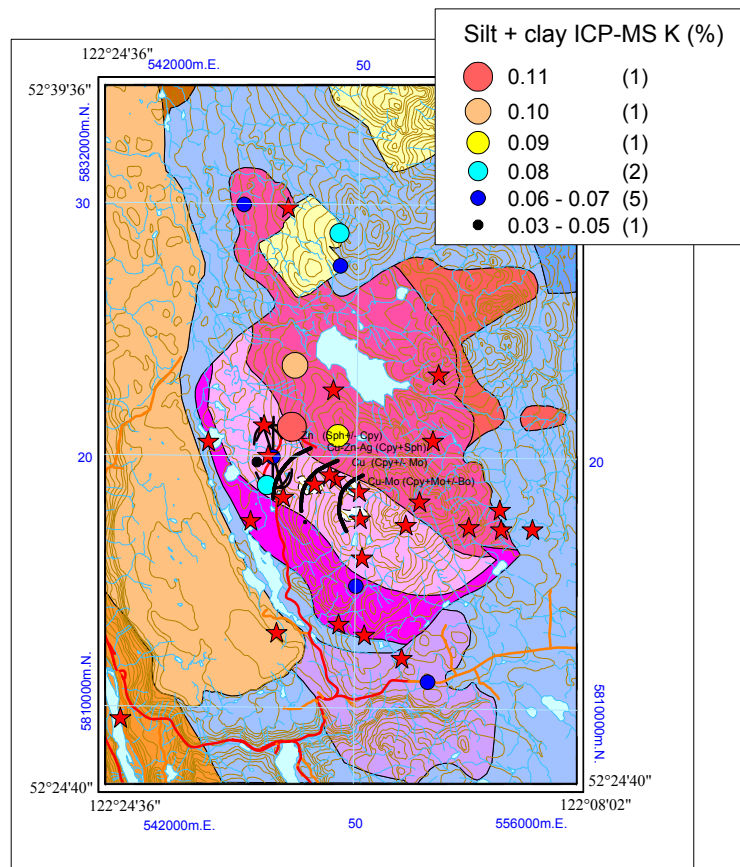 Silt + clay ICP-MS K (%)
0.11 (1)
0.10 (1)
0.09 (1)
0.08 (2)
0.06 - 0.07 (5)
0.03 - 0.05 (1)
122°24'36"
542000m.E.
50
52°39'36"
5832000m.N.
30
Zn (Sph+/- Cpy)
Cu-Zn-Ag (Cpy+Sph)
20
Cu (Cpy+/- Mo)
20
Cu-Mo (Cpy+Mo+/-Bo)
5810000m.N.
5810000m.N.
52°24'40"
52°24'40"
122°24'36"
122°08'02"
542000m.E.
50
556000m.E.